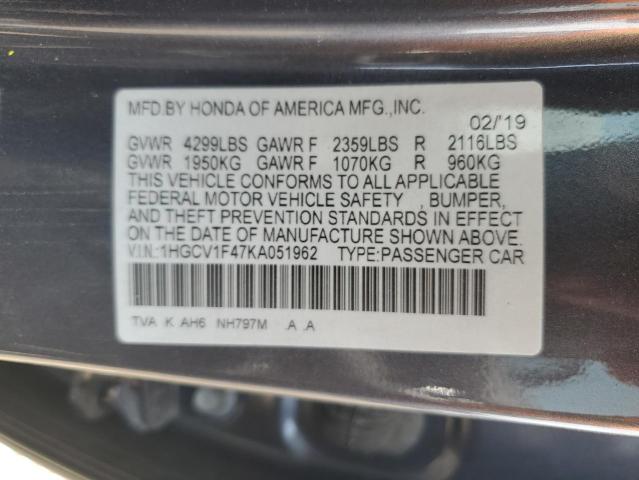 MFD.BY HONDA OF AMERICA MFG.,INC.
02/'19
GVWR 4299LBS GAWR F 2359LBS R 2116LBS
GVWR 1950KG GAWR F 1070KG R 960KG
THIS VEHICLE CONFORMS TO ALL APPLICABLE
FEDERAL MOTOR VEHICLE SAFETY , BUMPER,
AND THEFT PREVENTION STANDARDS IN EFFECT
ON THE DATE OF MANUFACTURE SHOWN ABOVE.
V.I.N.:1HGCV1F47KA051962 TYPE:PASSENGER CAR
TVA K AH6 NH797M .A .A